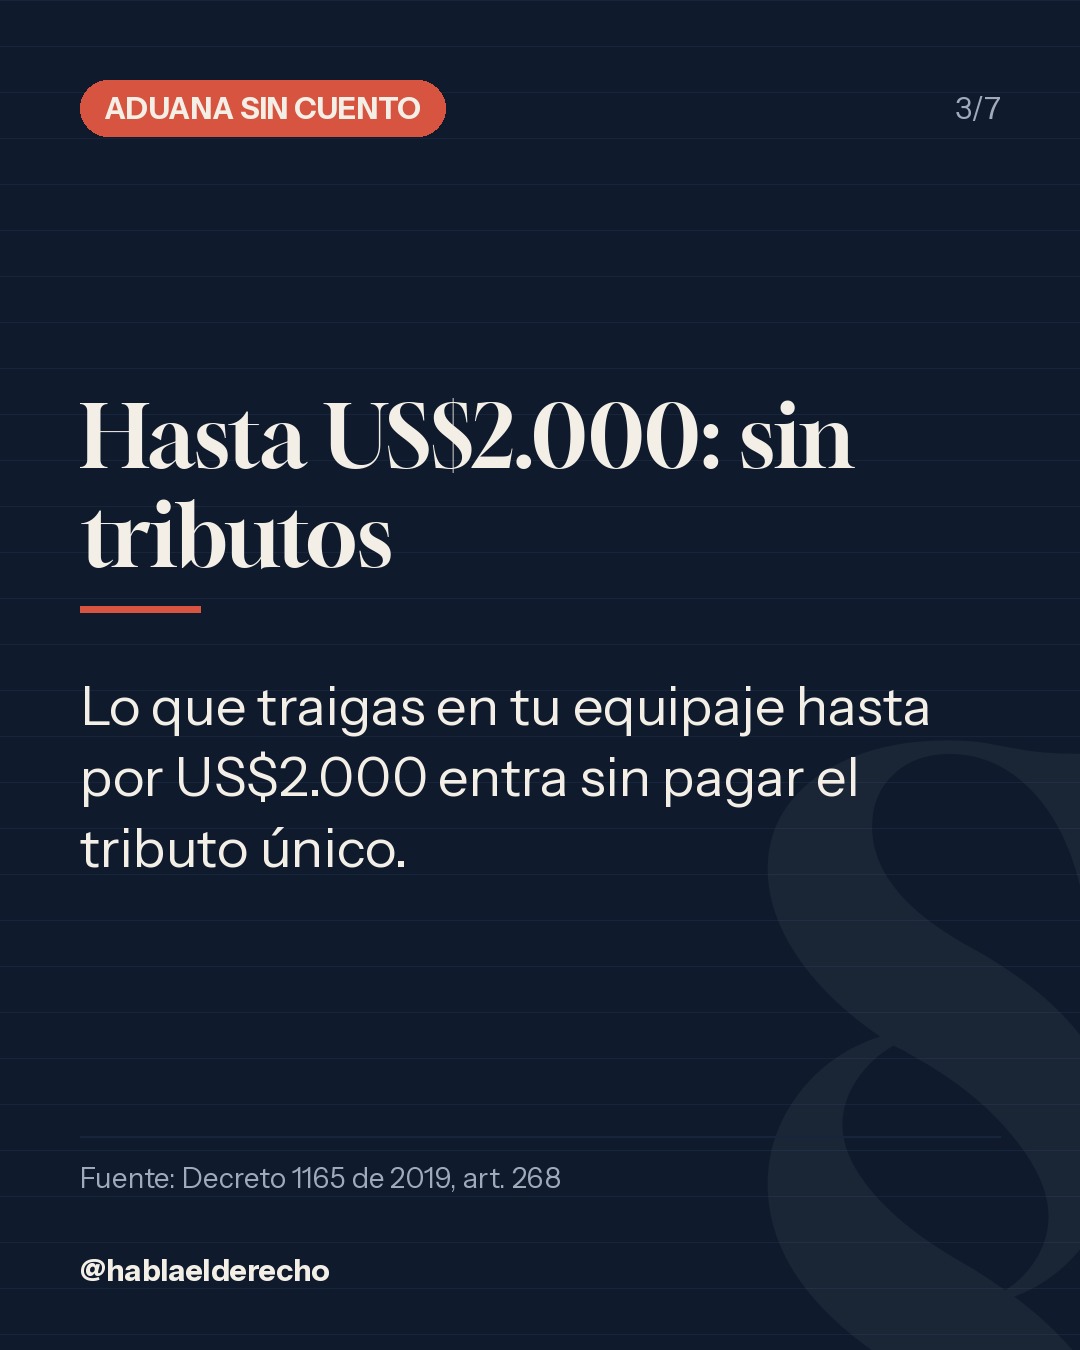 ADUANA SIN CUENTO
3/7
Hasta US$2.000: sin
tributos
Lo que traigas en tu equipaje hasta
por US$2.000 entra sin pagar el
tributo único.
§
Fuente: Decreto 1165 de 2019, art. 268
@hablaelderecho